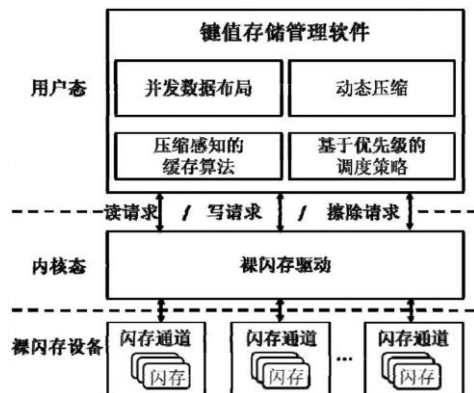 键值存储管理软件
用户态
并发数据布局
动态压缩
压缩感知的
缓存算法
基于优先级的
调度策略
读请求 / 写请求 / 擦除请求
内核态
裸闪存驱动
裸闪存设备
闪存通道
闪存
闪存通道
闪存
...
闪存通道
闪存